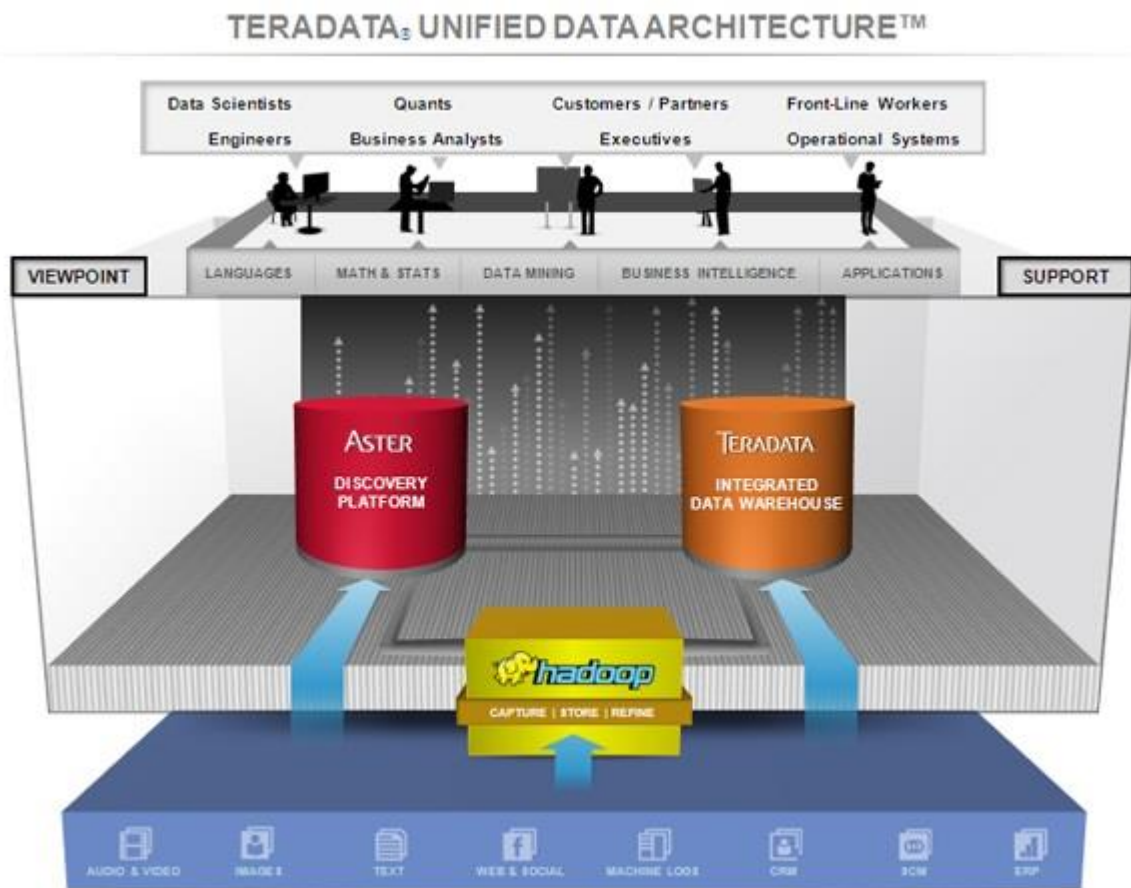 TERADATA® UNIFIED DATA ARCHITECTURE™
Data Scientists Quants Customers / Partners Front-Line Workers
Engineers Business Analysts Executives Operational Systems
VIEWPOINT LANGUAGES MATH & STATS DATA MINING BUSINESS INTELLIGENCE APPLICATIONS SUPPORT
ASTER
DISCOVERY
PLATFORM
TERADATA
INTEGRATED
DATA WAREHOUSE
hadoop
CAPTURE | STORE | REFINE
AUDIO & VIDEO IMAGES TEXT WEB & SOCIAL MACHINE LOGS CRM SCM ERP